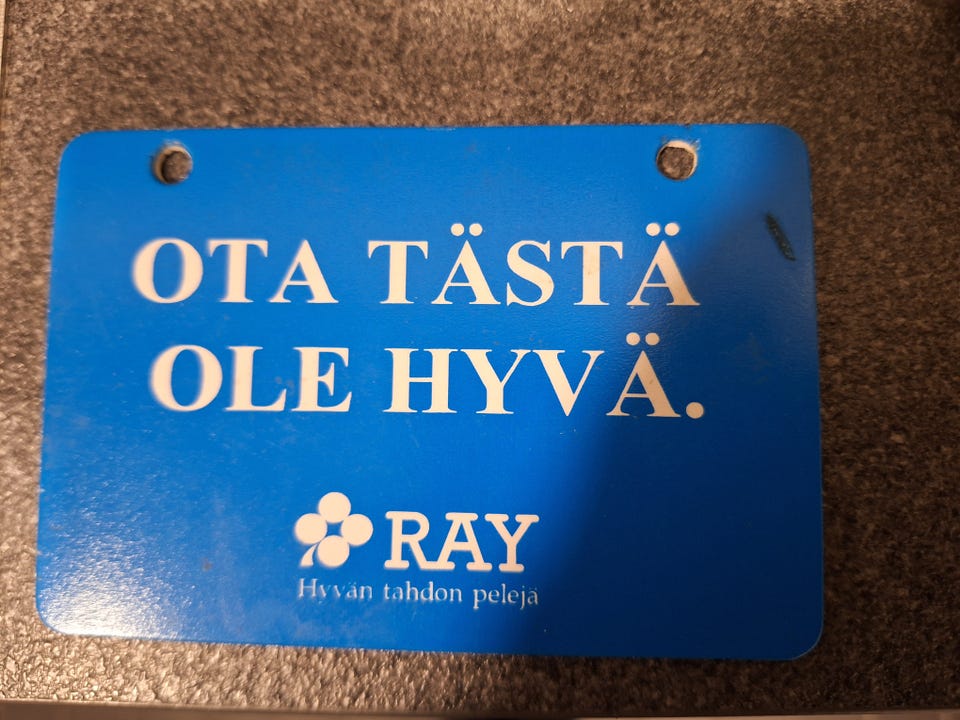 OTA TÄSTÄ
OLE HYVÄ.
RAY
Hyvän tahdon pelejä